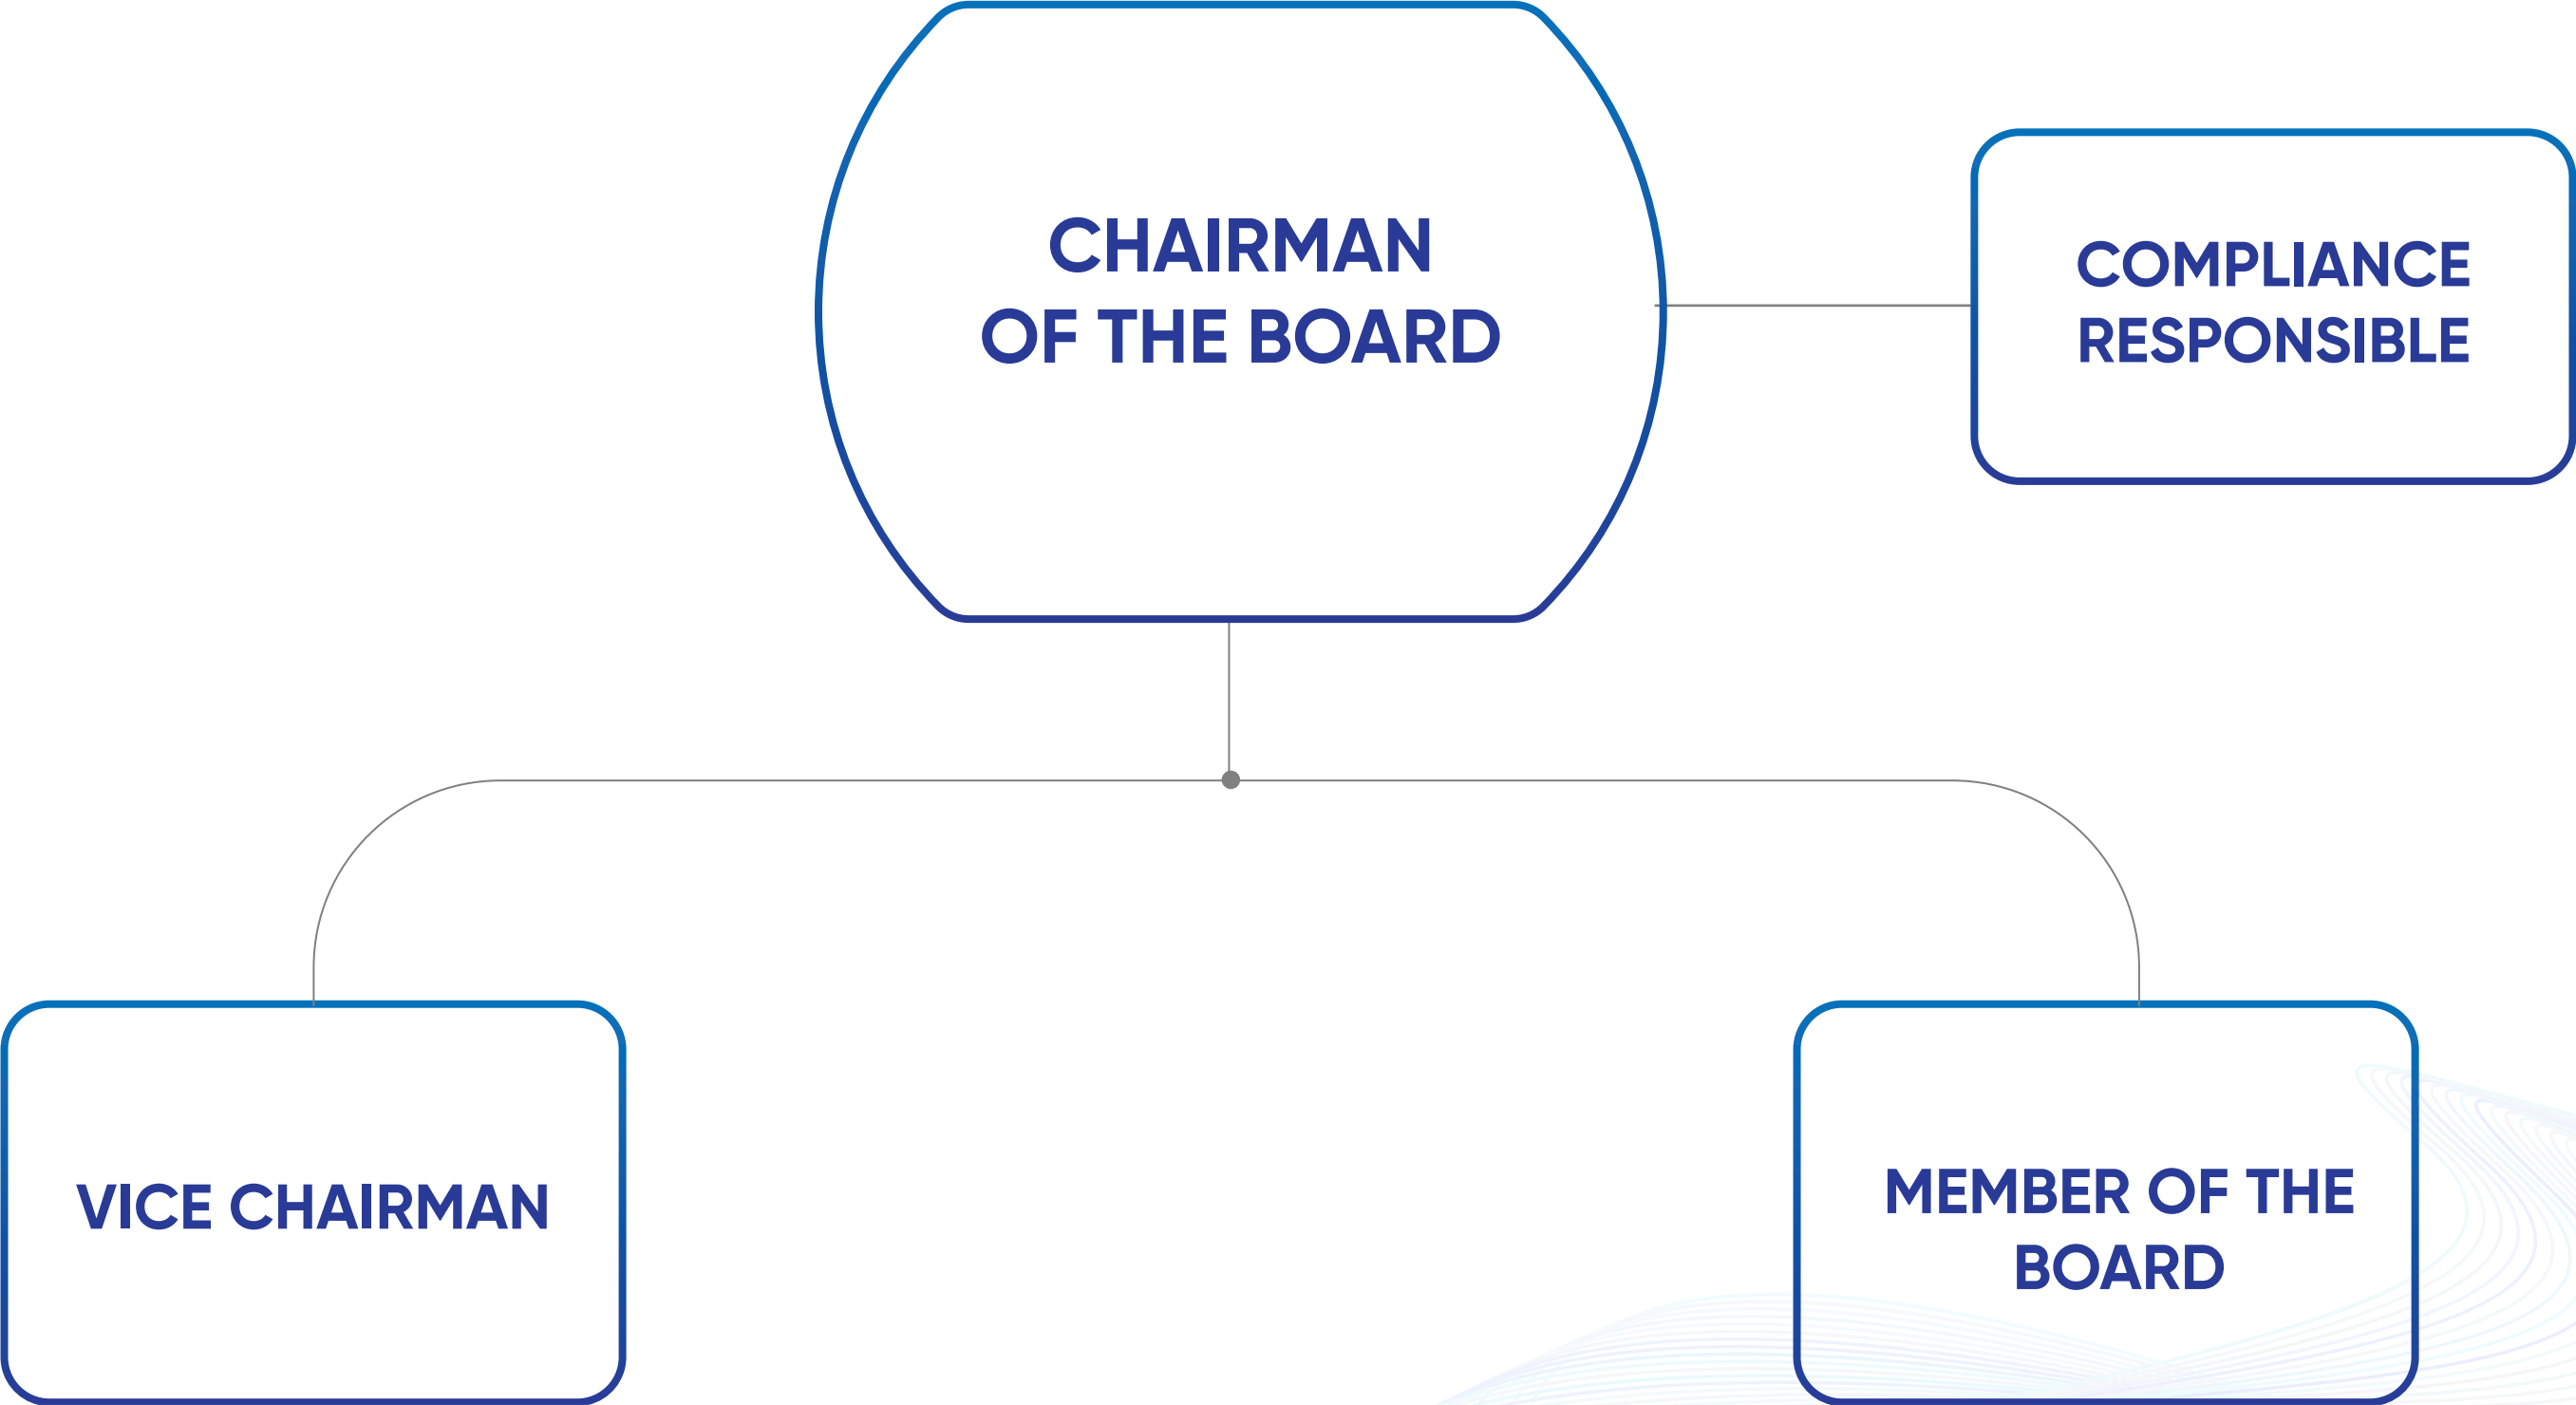 CHAIRMAN
OF THE BOARD
COMPLIANCE
RESPONSIBLE
VICE CHAIRMAN
MEMBER OF THE
BOARD